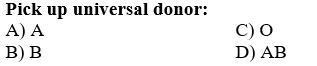 Pick up universal donor:
A) A C) O
B) B D) AB